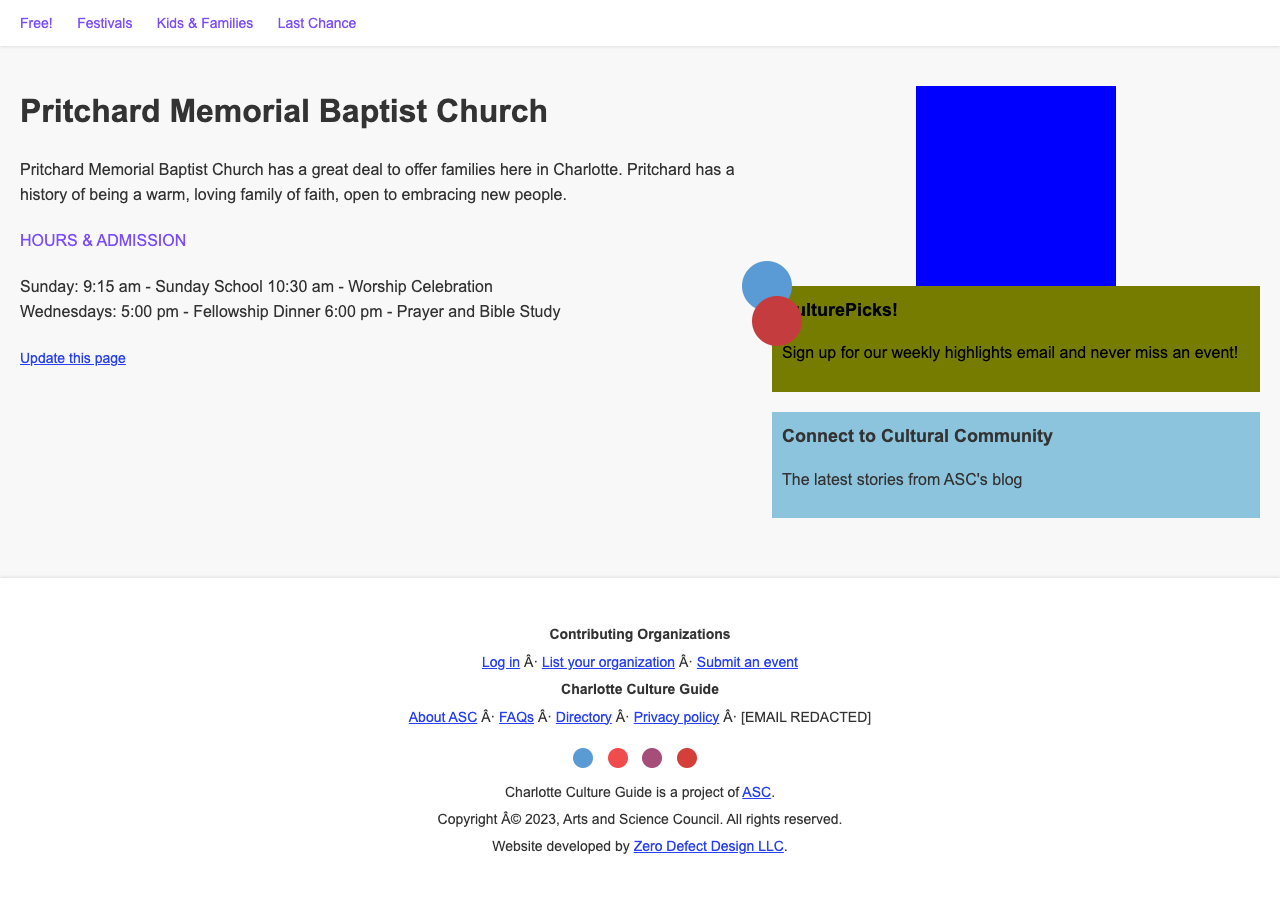 Free! Festivals Kids & Families Last Chance
Pritchard Memorial Baptist Church
Pritchard Memorial Baptist Church has a great deal to offer families here in Charlotte. Pritchard has a
history of being a warm, loving family of faith, open to embracing new people.
HOURS & ADMISSION
Sunday: 9:15 am - Sunday School 10:30 am - Worship Celebration
Wednesdays: 5:00 pm - Fellowship Dinner 6:00 pm - Prayer and Bible Study
Update this page
ulturePicks!
Sign up for our weekly highlights email and never miss an event!
Connect to Cultural Community
The latest stories from ASC's blog
Contributing Organizations
Log in Â· List your organization Â· Submit an event
Charlotte Culture Guide
About ASC Â· FAQs Â· Directory Â· Privacy policy Â· [EMAIL REDACTED]
Charlotte Culture Guide is a project of ASC.
Copyright Â© 2023, Arts and Science Council. All rights reserved.
Website developed by Zero Defect Design LLC.